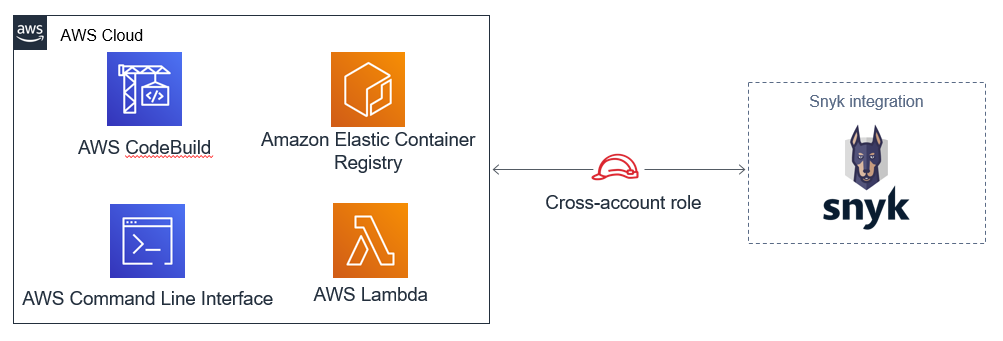 aws
AWS Cloud
AWS CodeBuild
Amazon Elastic Container
Registry
AWS Command Line Interface
AWS Lambda
Cross-account role
Snyk integration
snyk